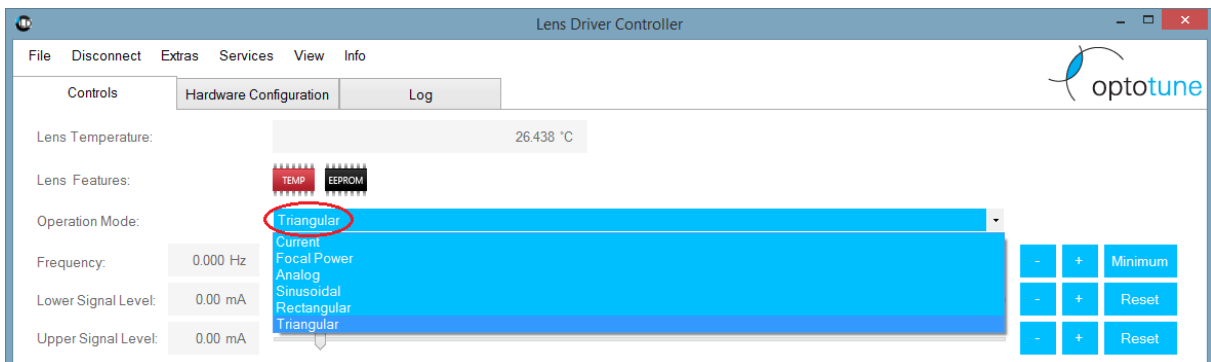 Lens Driver Controller
File Disconnect Extras Services View Info
optotune
Controls Hardware Configuration Log
Lens Temperature: 26.438 °C
Lens Features: TEMP EEPROM
Operation Mode: Triangular
Current
Frequency: 0.000 Hz Focal Power - + Minimum
Analog
Sinusoidal
Lower Signal Level: 0.00 mA Rectangular - + Reset
Triangular
Upper Signal Level: 0.00 mA - + Reset